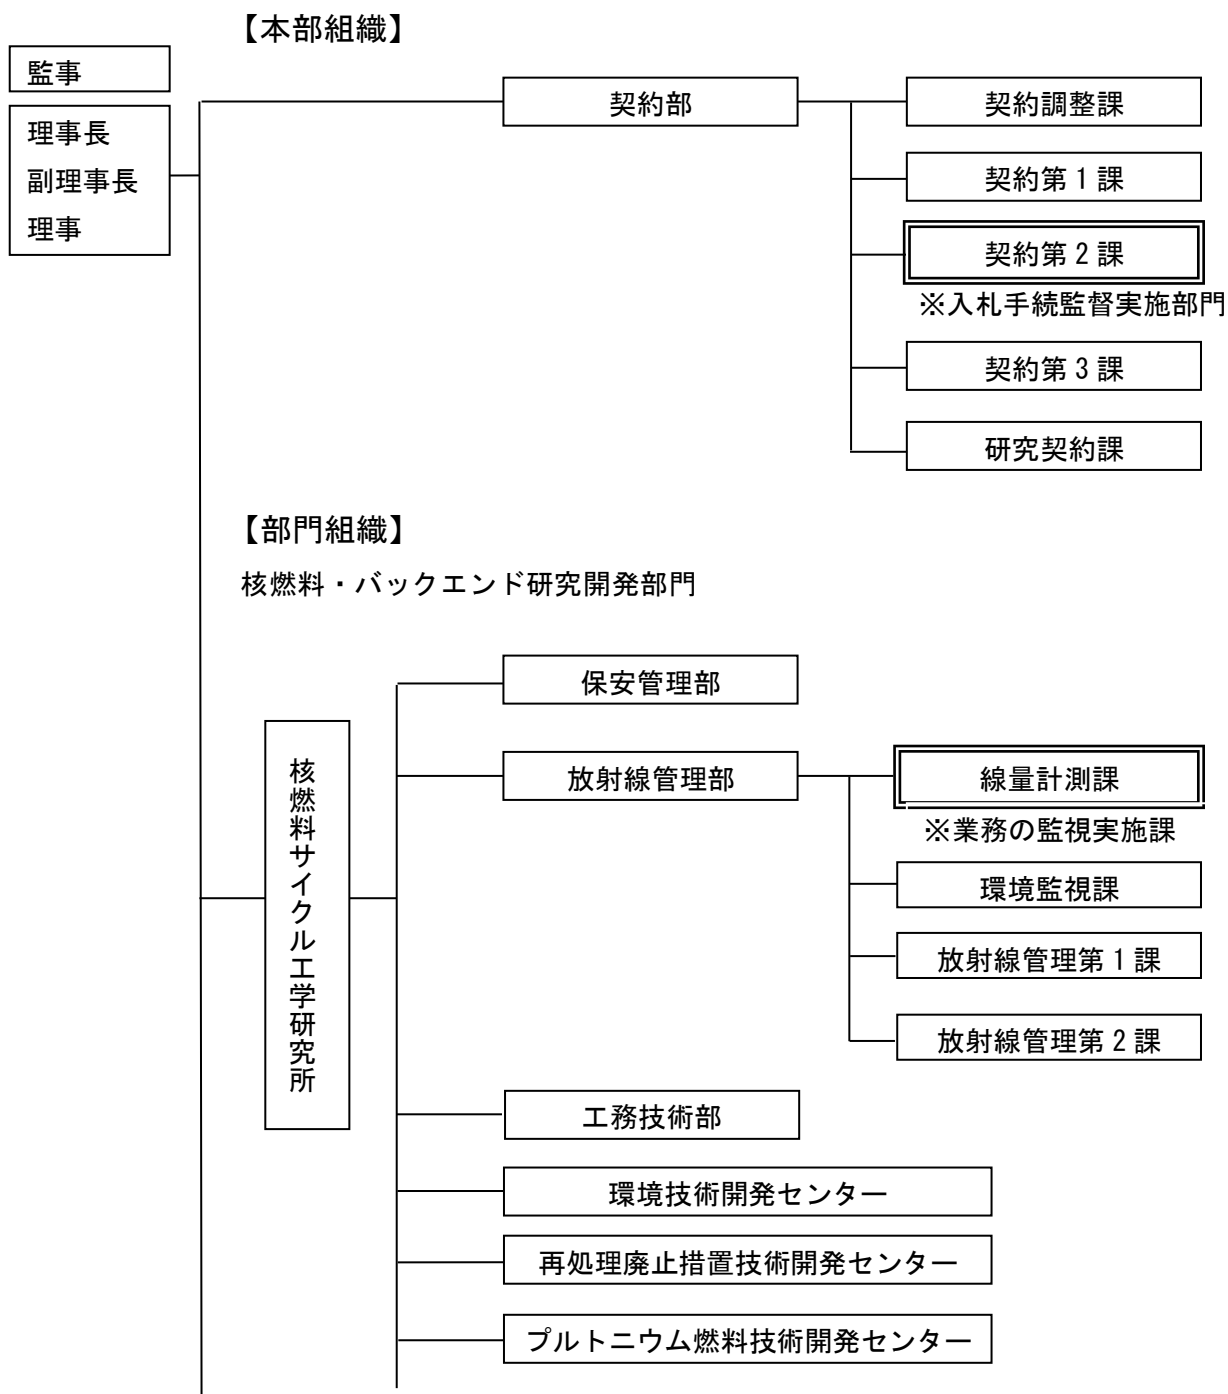 【本部組織】
監事
理事長
副理事長
理事
契約部
契約調整課
契約第1課
契約第2課
※入札手続監督実施部門
契約第3課
研究契約課
【部門組織】
核燃料・バックエンド研究開発部門
核燃料サイクル工学研究所
保安管理部
放射線管理部
線量計測課
※業務の監視実施課
環境監視課
放射線管理第1課
放射線管理第2課
工務技術部
環境技術開発センター
再処理廃止措置技術開発センター
プルトニウム燃料技術開発センター